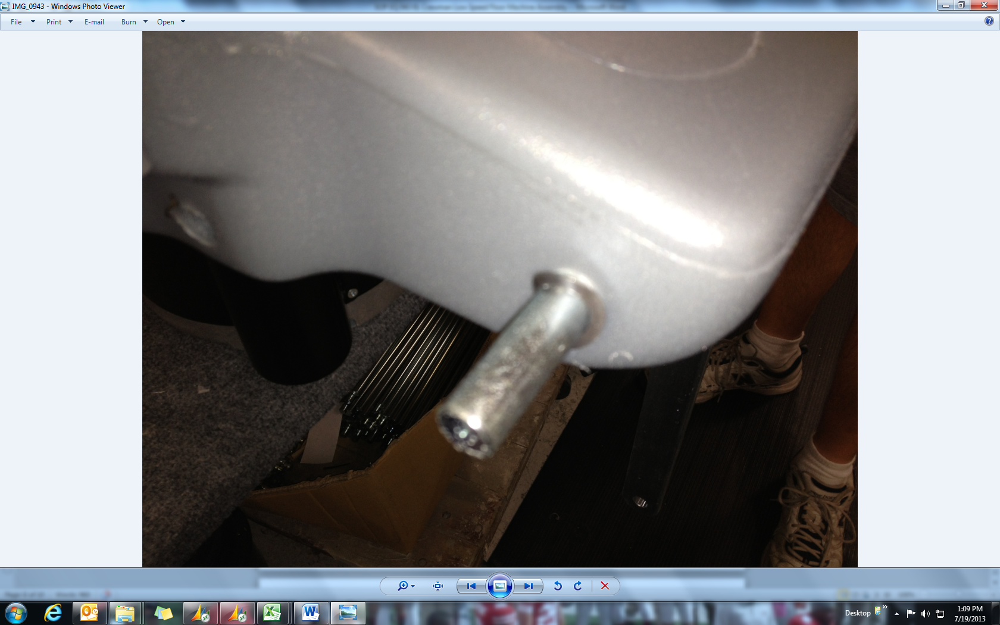 IMG_0943 - Windows Photo Viewer
File Print E-mail Burn Open
Desktop
1:09 PM
7/19/2013